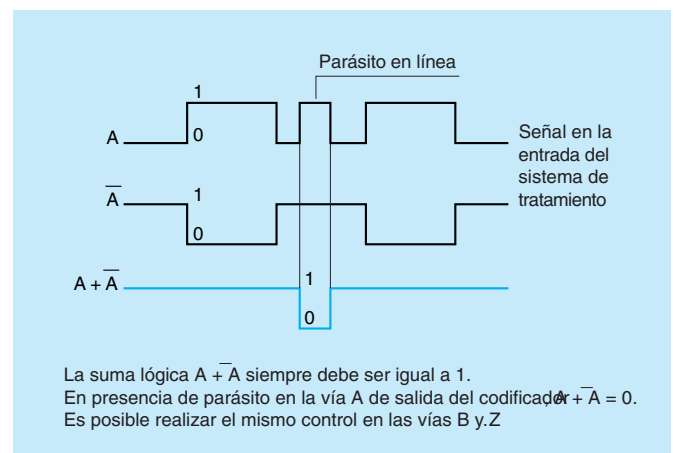 Parásito en línea
1
A
0
Señal en la
entrada del
sistema de
tratamiento
A̅
1
0
A + A̅
1
0
La suma lógica A + A̅ siempre debe ser igual a 1.
En presencia de parásito en la vía A de salida del codificador, A + A̅ = 0.
Es posible realizar el mismo control en las vías B y.Z